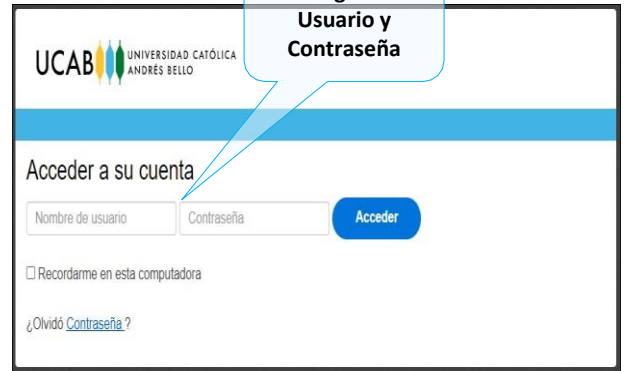 Usuario y
Contraseña
UCAB
UNIVERSIDAD CATÓLICA
ANDRÉS BELLO
Acceder a su cuenta
Nombre de usuario Contraseña Acceder
Recordarme en esta computadora
¿Olvidó Contraseña ?